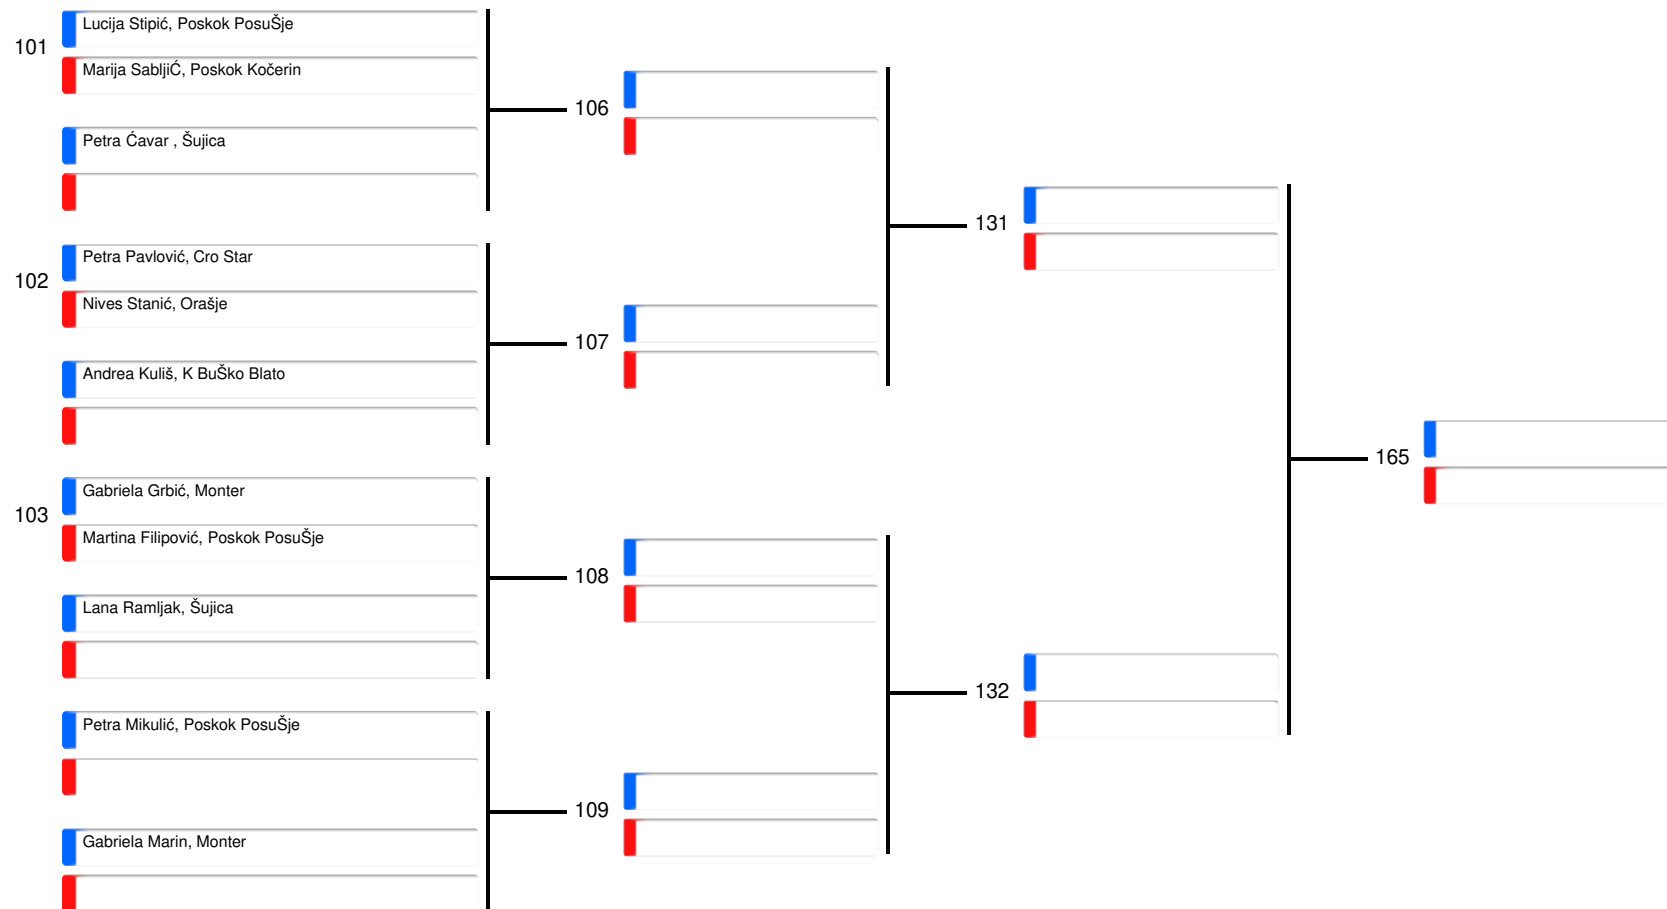 101
Lucija Stipić, Poskok PosuŠje
Marija SabljiĆ, Poskok Kočerin
Petra Ćavar , Šujica
102
Petra Pavlović, Cro Star
Nives Stanić, Orašje
Andrea Kuliš, K BuŠko Blato
103
Gabriela Grbić, Monter
Martina Filipović, Poskok PosuŠje
Lana Ramljak, Šujica
Petra Mikulić, Poskok PosuŠje
Gabriela Marin, Monter
106
107
108
109
131
132
165